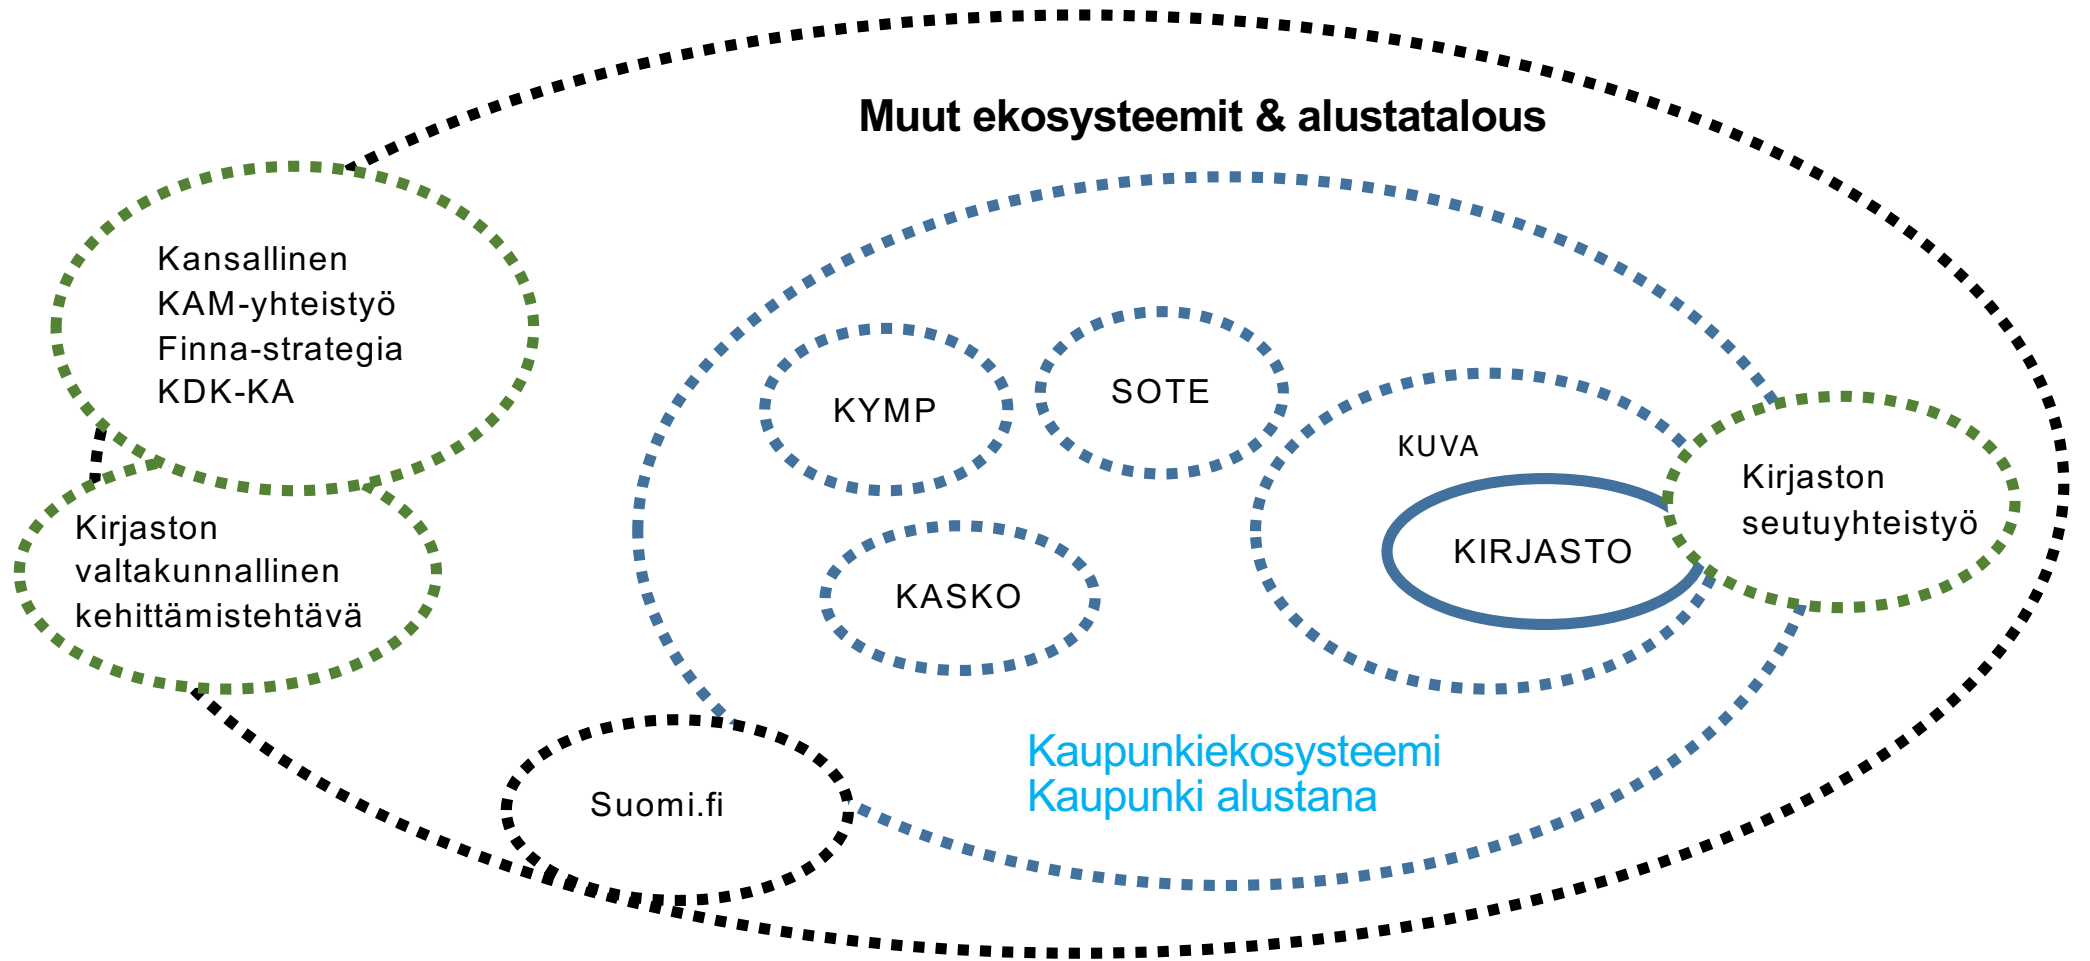 Muut ekosysteemit & alustatalous
Kansallinen
KAM-yhteistyö
Finna-strategia
KDK-KA
KYMP
SOTE
KUVA
KIRJASTO
Kirjaston
seutuyhteistyö
Kirjaston
valtakunnallinen
kehittämistehtävä
KASKO
Kaupunkiekosysteemi
Kaupunki alustana
Suomi.fi